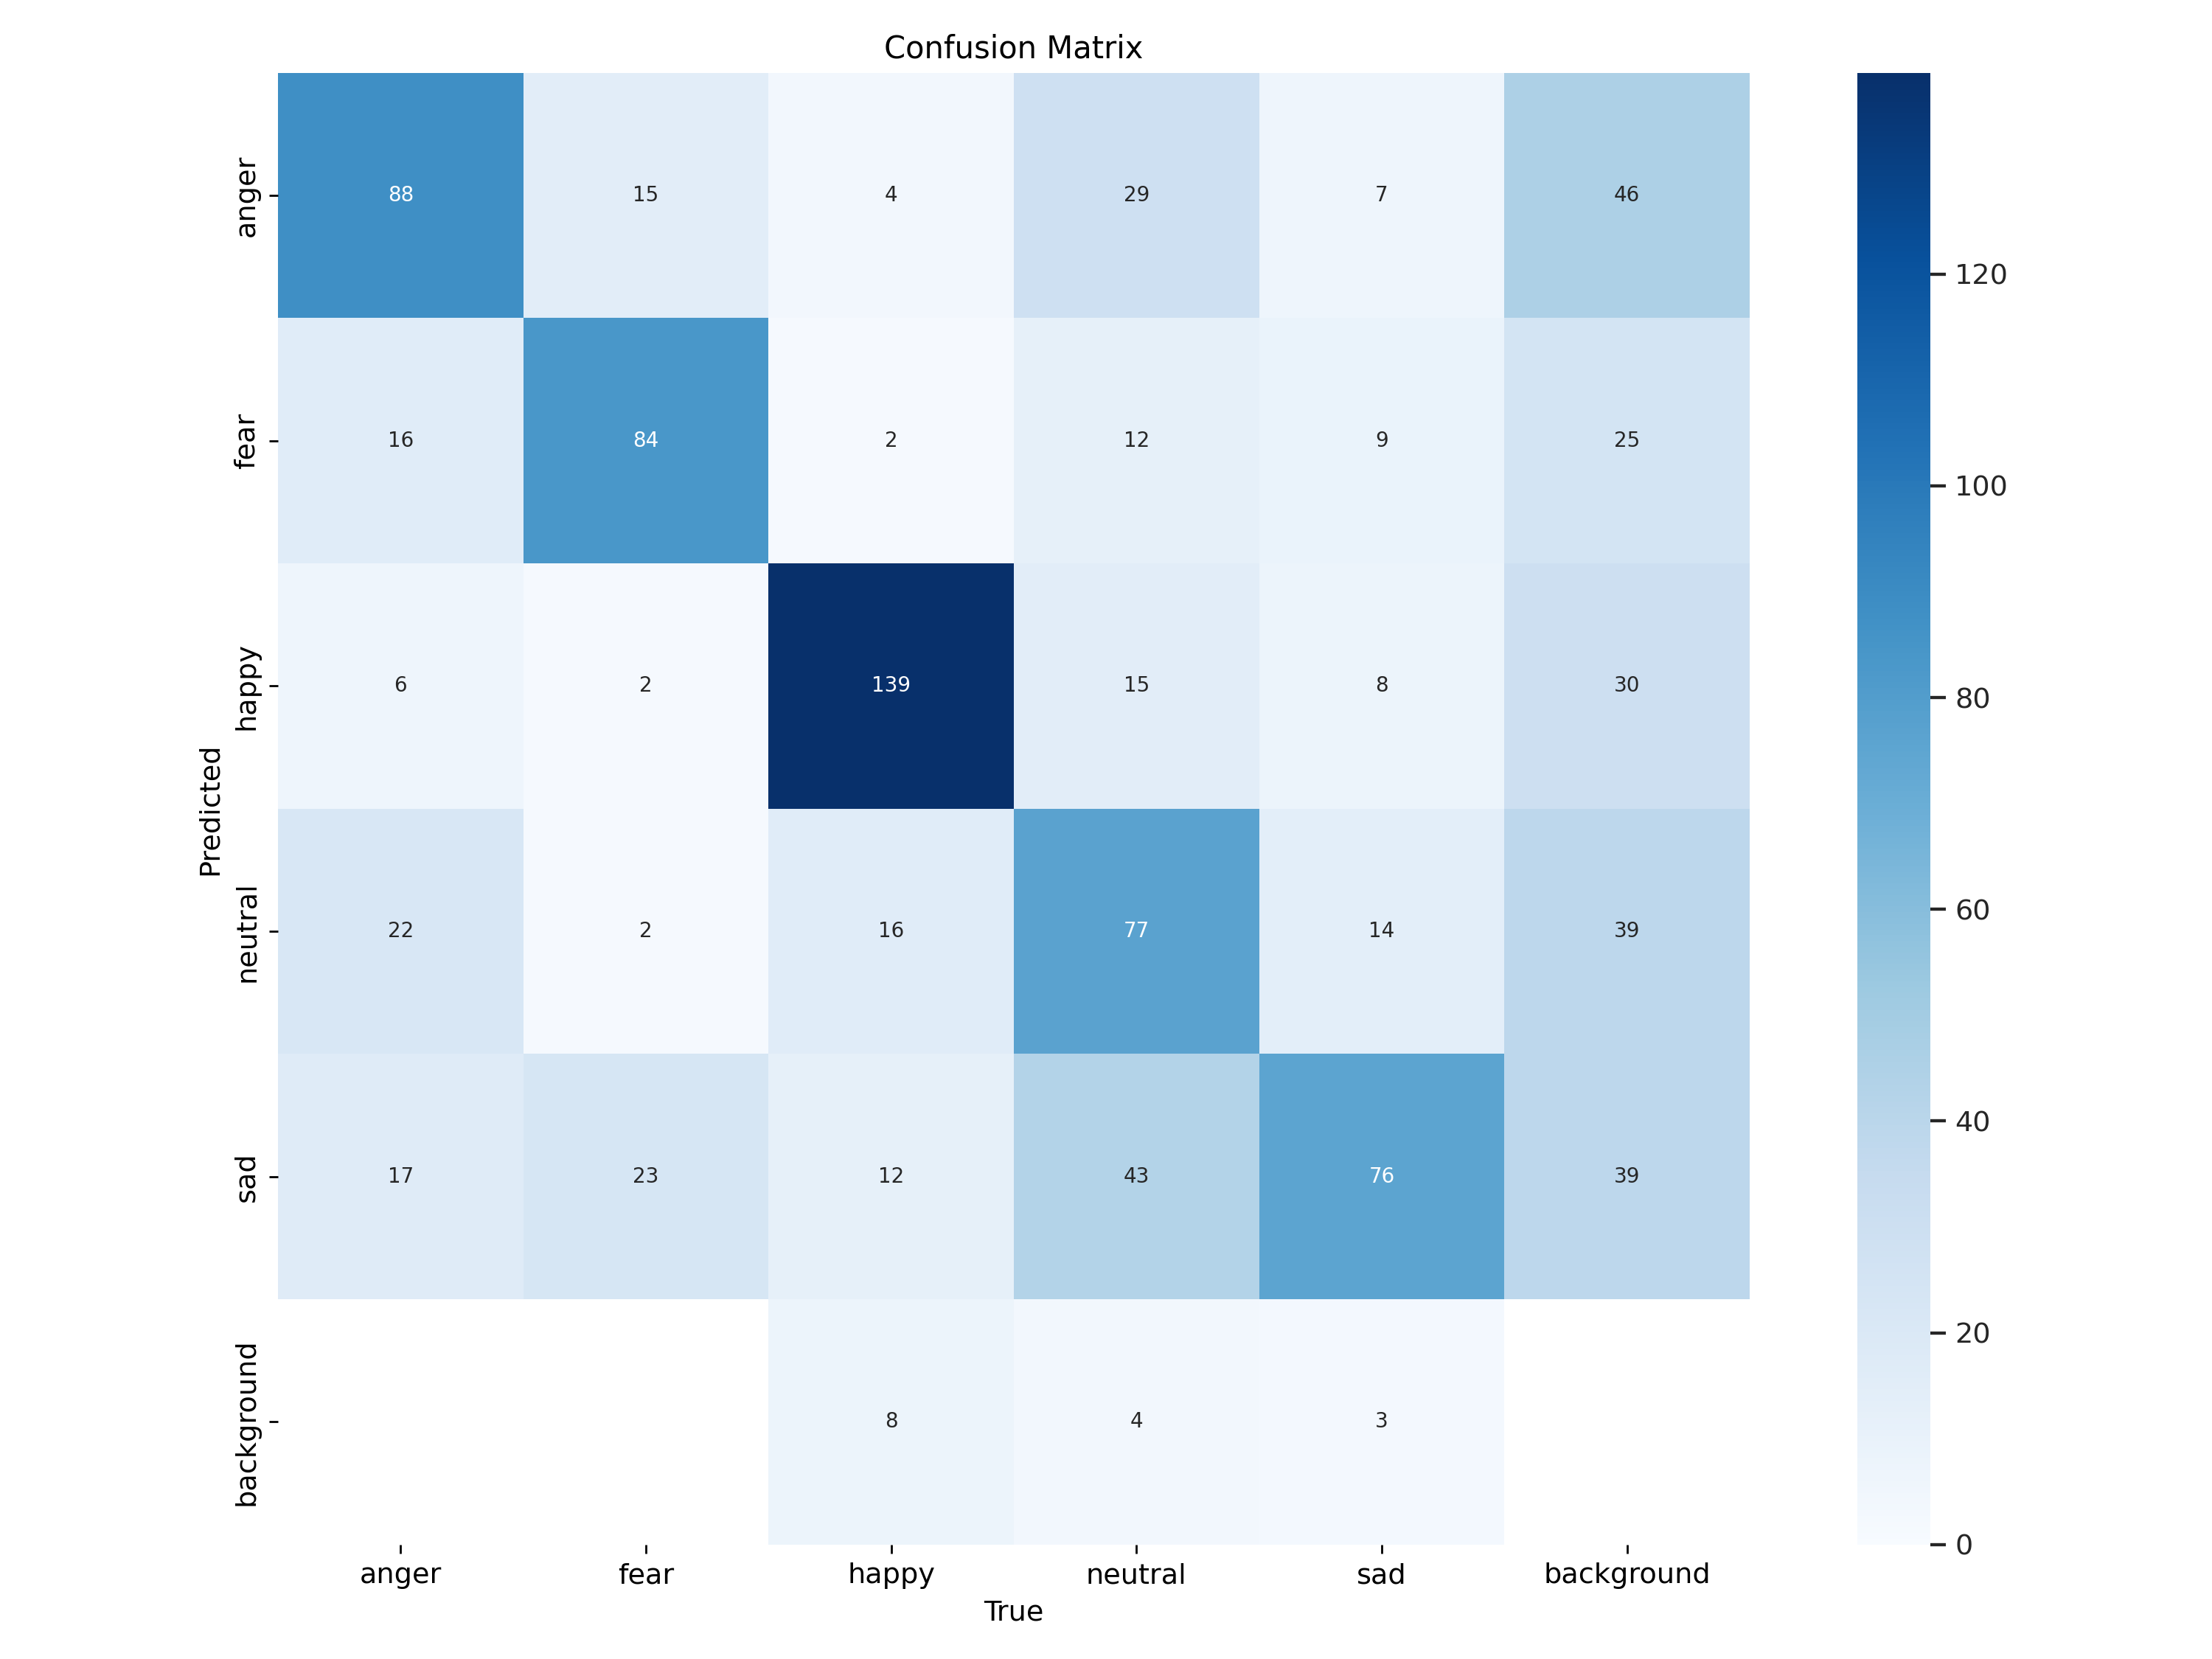 Confusion Matrix
anger 88 15 4 29 7 46
fear 16 84 2 12 9 25
happy 6 2 139 15 8 30
neutral 22 2 16 77 14 39
sad 17 23 12 43 76 39
background 8 4 3
anger fear happy neutral sad background
True
Predicted
120
100
80
60
40
20
0